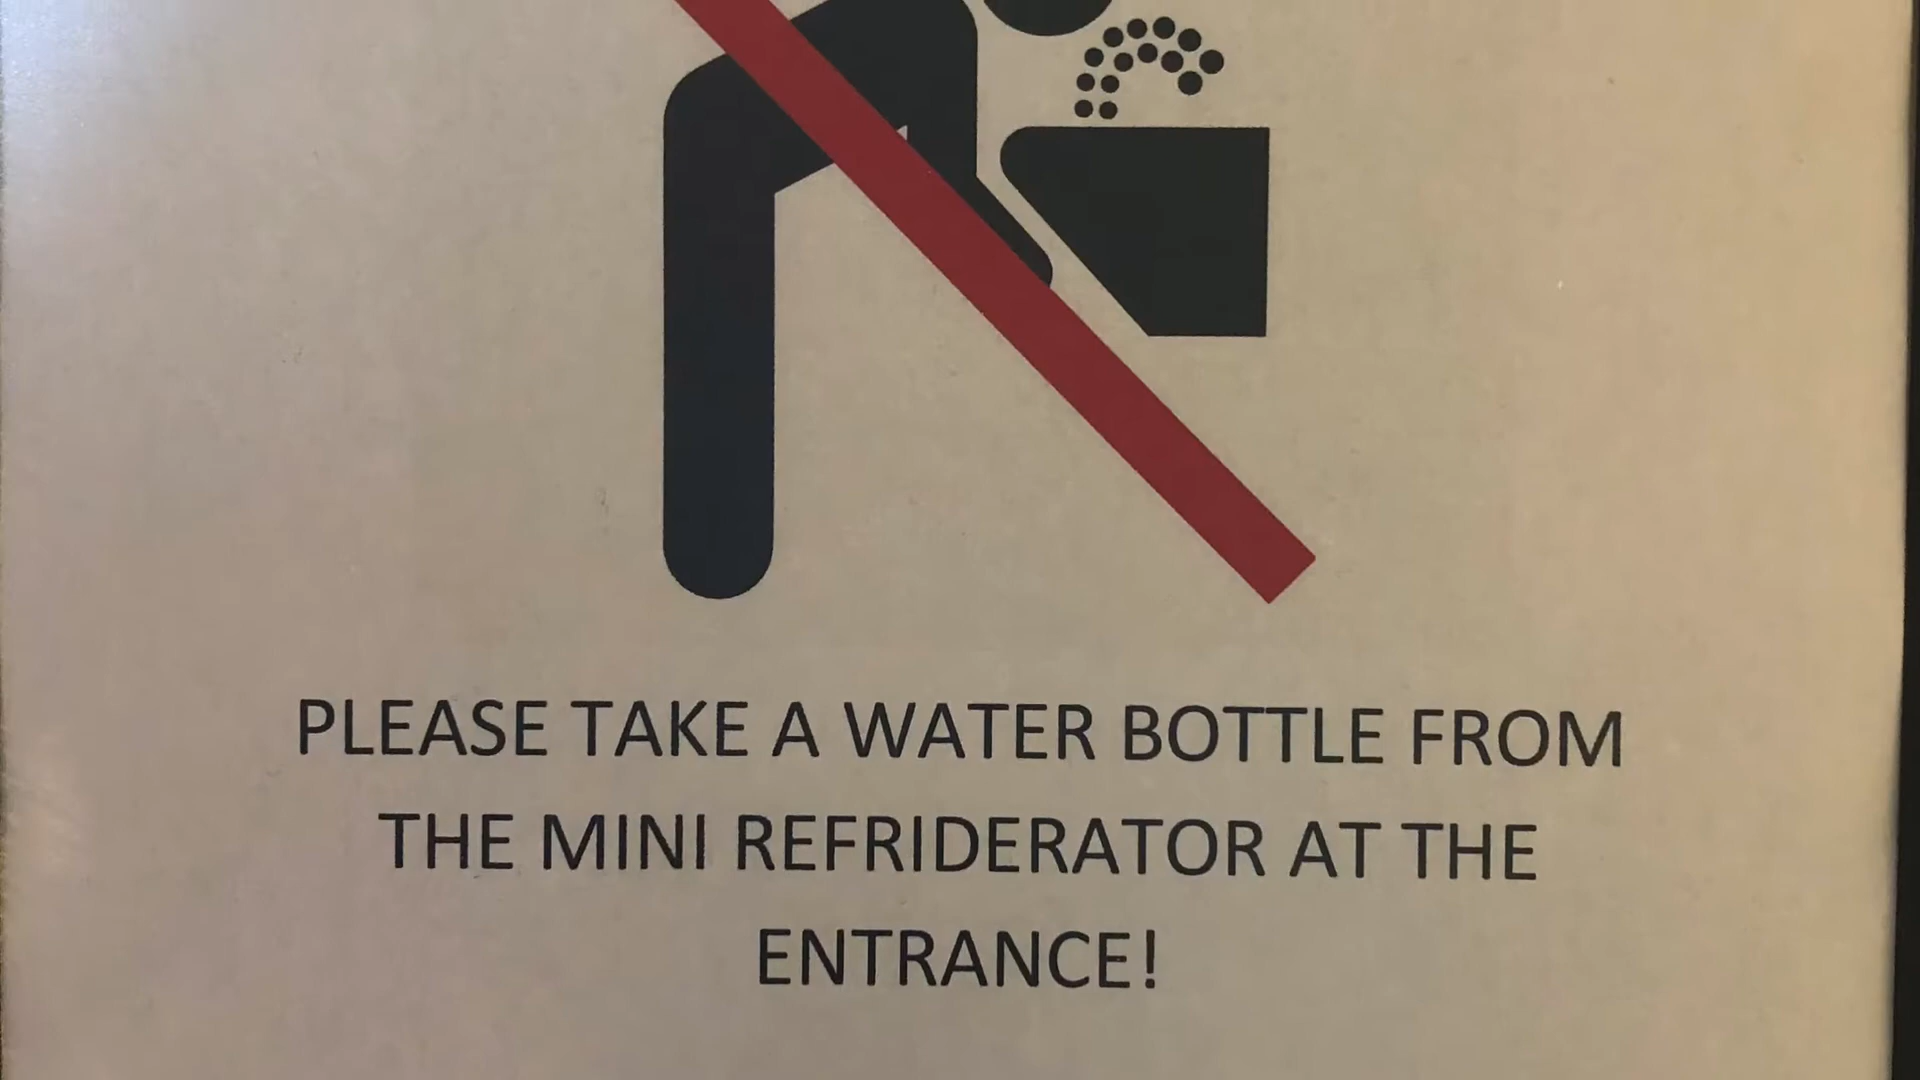 PLEASE TAKE A WATER BOTTLE FROM
THE MINI REFRIDERATOR AT THE
ENTRANCE!